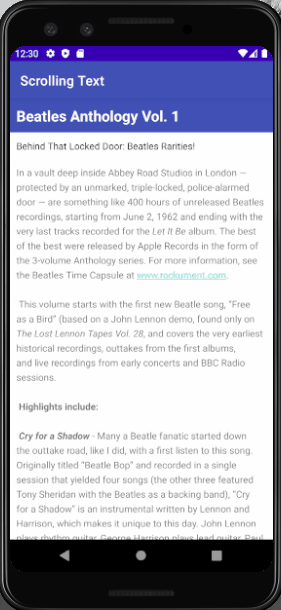 12:30
Scrolling Text
Beatles Anthology Vol. 1
Behind That Locked Door: Beatles Rarities!
In a vault deep inside Abbey Road Studios in London —
protected by an unmarked, triple-locked, police-alarmed
door — are something like 400 hours of unreleased Beatles
recordings, starting from June 2, 1962 and ending with the
very last tracks recorded for the Let It Be album. The best
of the best were released by Apple Records in the form of
the 3-volume Anthology series. For more information, see
the Beatles Time Capsule at www.rockument.com.
This volume starts with the first new Beatle song, “Free
as a Bird” (based on a John Lennon demo, found only on
The Lost Lennon Tapes Vol. 28, and covers the very earliest
historical recordings, outtakes from the first albums,
and live recordings from early concerts and BBC Radio
sessions.
Highlights include:
Cry for a Shadow - Many a Beatle fanatic started down
the outtake road, like I did, with a first listen to this song.
Originally titled “Beatle Bop” and recorded in a single
session that yielded four songs (the other three featured
Tony Sheridan with the Beatles as a backing band), “Cry
for a Shadow” is an instrumental written by Lennon and
Harrison, which makes it unique to this day. John Lennon
plays rhythm guitar, George Harrison plays lead guitar, Paul